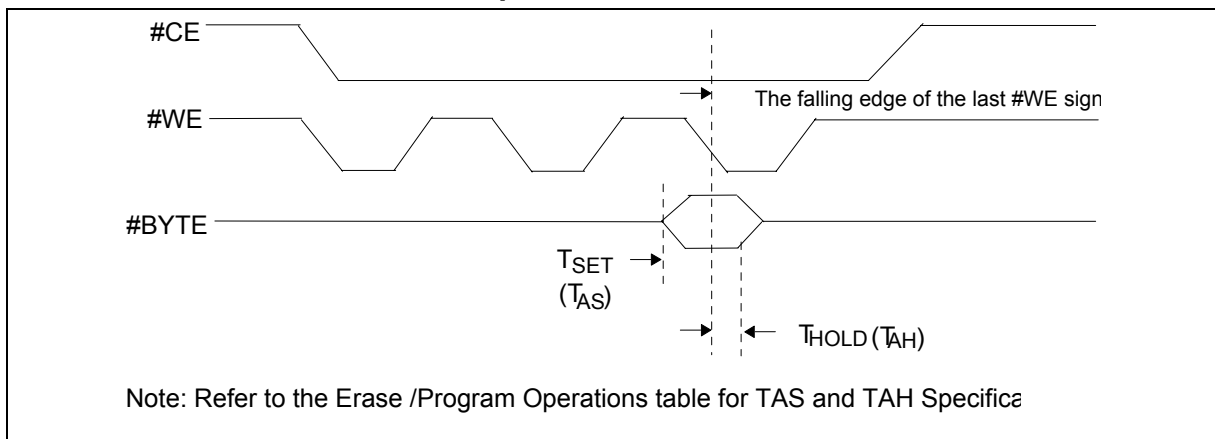 #CE
The falling edge of the last #WE sign
#WE
#BYTE
TSET
(TAS)
THOLD (TAH)
Note: Refer to the Erase /Program Operations table for TAS and TAH Specifica